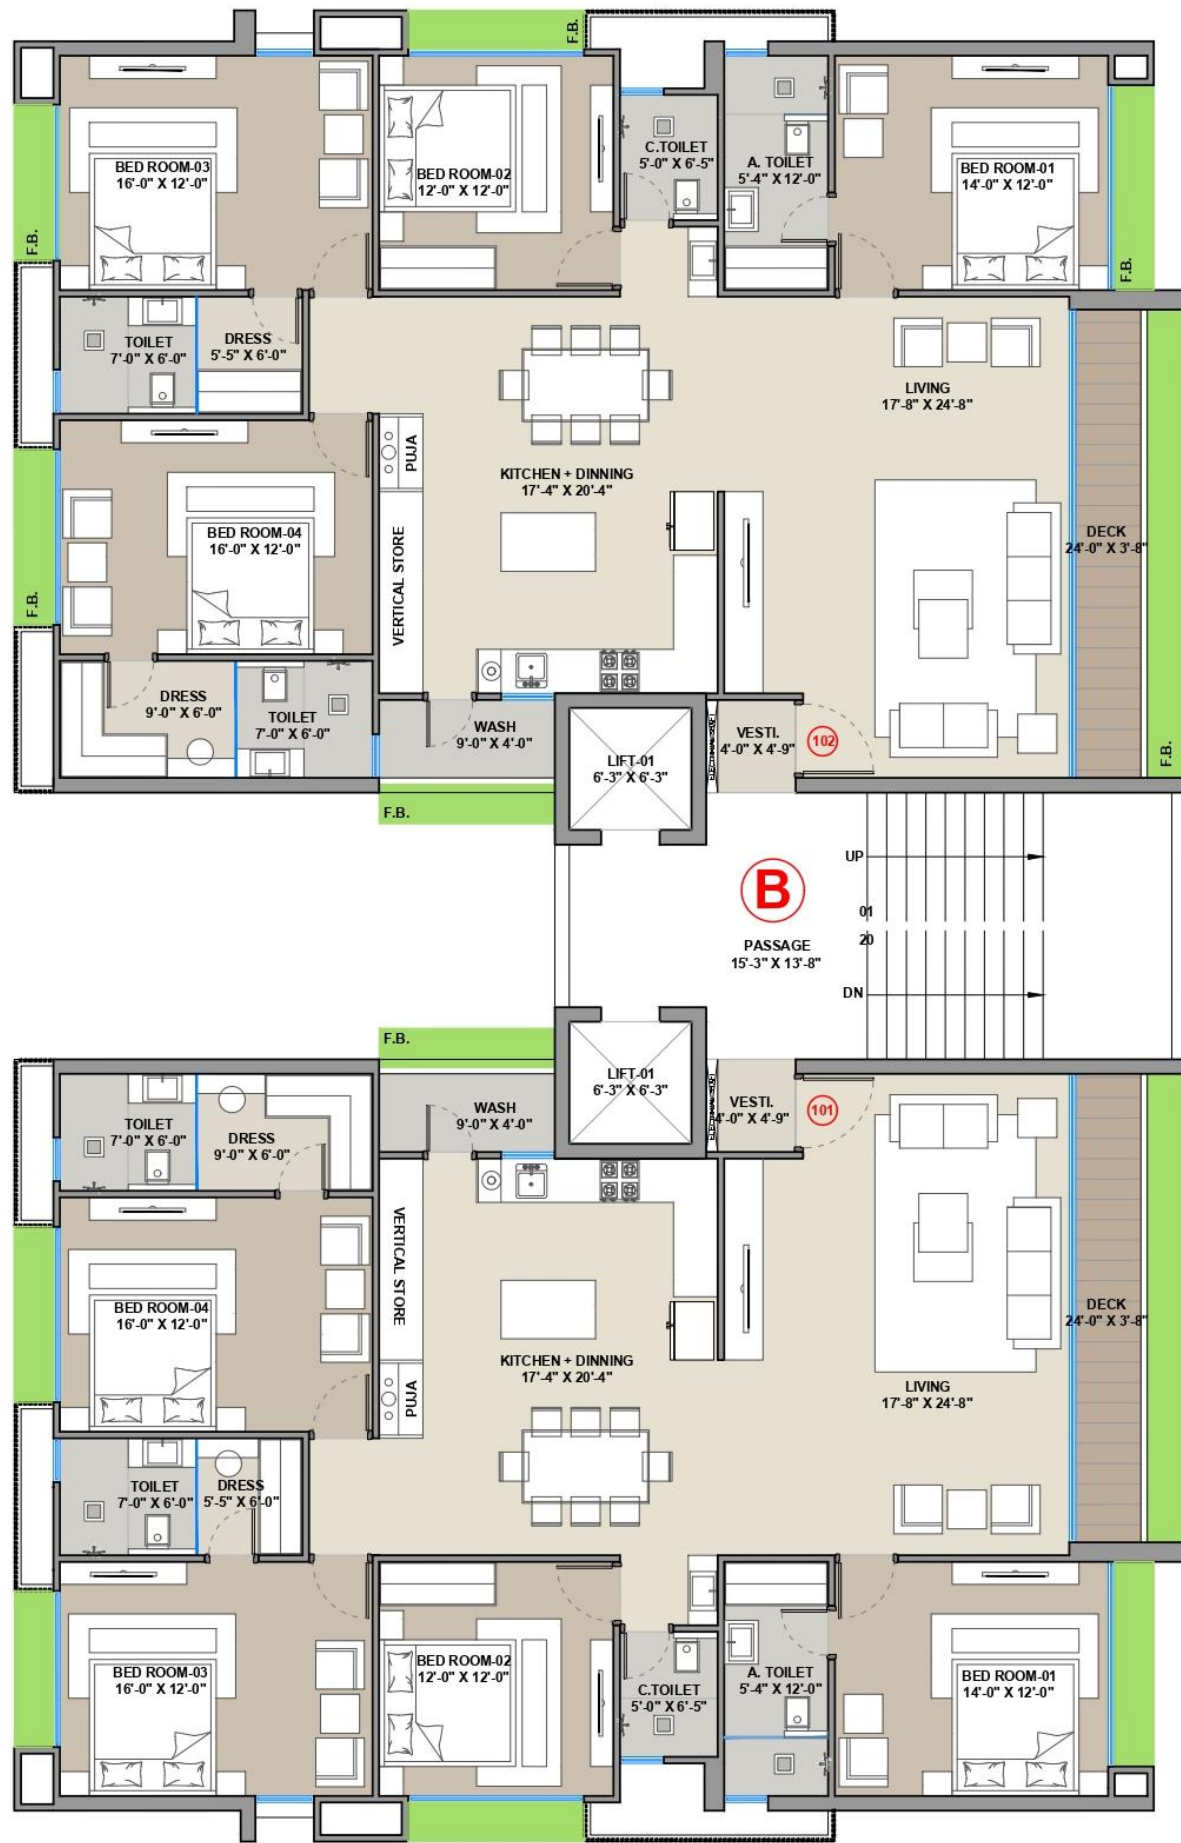 F.B.
BED ROOM-03
16'-0" X 12'-0"
BED ROOM-02
12'-0" X 12'-0"
C.TOILET
5'-0" X 6'-5"
A. TOILET
5'-4" X 12'-0"
BED ROOM-01
14'-0" X 12'-0"
F.B.
F.B.
TOILET
7'-0" X 6'-0"
DRESS
5'-5" X 6'-0"
LIVING
17'-8" X 24'-8"
PUJA
KITCHEN + DINNING
17'-4" X 20'-4"
BED ROOM-04
16'-0" X 12'-0"
VERTICAL STORE
DECK
24'-0" X 3'-8"
F.B.
DRESS
9'-0" X 6'-0"
TOILET
7'-0" X 6'-0"
WASH
9'-0" X 4'-0"
LIFT-01
6'-3" X 6'-3"
VESTI.
4'-0" X 4'-9"
102
F.B.
F.B.
UP
B
01
20
PASSAGE
15'-3" X 13'-8"
DN
F.B.
TOILET
7'-0" X 6'-0"
DRESS
9'-0" X 6'-0"
WASH
9'-0" X 4'-0"
LIFT-01
6'-3" X 6'-3"
VESTI.
4'-0" X 4'-9"
101
VERTICAL STORE
BED ROOM-04
16'-0" X 12'-0"
KITCHEN + DINNING
17'-4" X 20'-4"
PUJA
DECK
24'-0" X 3'-8"
LIVING
17'-8" X 24'-8"
TOILET
7'-0" X 6'-0"
DRESS
5'-5" X 6'-0"
BED ROOM-03
16'-0" X 12'-0"
BED ROOM-02
12'-0" X 12'-0"
C.TOILET
5'-0" X 6'-5"
A. TOILET
5'-4" X 12'-0"
BED ROOM-01
14'-0" X 12'-0"